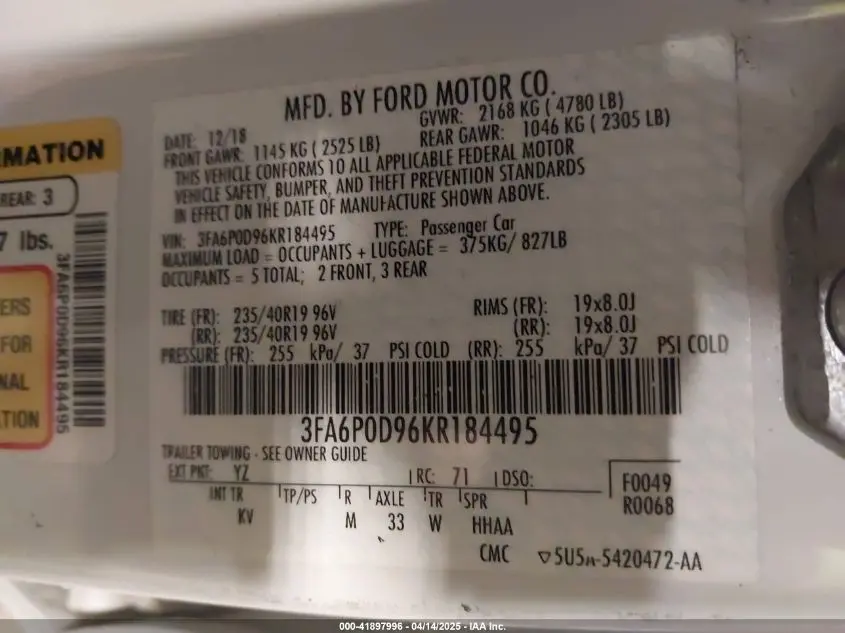 RMATION
REAR: 3
7 lbs.
ERS
FOR
NAL
TION
3FA6P0D96KR184495
MFD. BY FORD MOTOR CO.
DATE: 12/18
GVWR: 2168 KG ( 4780 LB)
FRONT GAWR: 1145 KG ( 2525 LB)
REAR GAWR: 1046 KG ( 2305 LB)
THIS VEHICLE CONFORMS TO ALL APPLICABLE FEDERAL MOTOR
VEHICLE SAFETY, BUMPER, AND THEFT PREVENTION STANDARDS
IN EFFECT ON THE DATE OF MANUFACTURE SHOWN ABOVE.
VIN: 3FA6P0D96KR184495 TYPE: Passenger Car
MAXIMUM LOAD = OCCUPANTS + LUGGAGE = 375KG/ 827LB
OCCUPANTS = 5 TOTAL; 2 FRONT, 3 REAR
TIRE (FR): 235/40R19 96V RIMS (FR): 19x8.0J
(RR): 235/40R19 96V (RR): 19x8.0J
PRESSURE (FR): 255 kPa/ 37 PSI COLD (RR): 255 kPa/ 37 PSI COLD
3FA6P0D96KR184495
TRAILER TOWING - SEE OWNER GUIDE
EXT PNT: YZ RC: 71 DSO:
F0049
R0068
INT TR TP/PS R AXLE TR SPR
KV M 33 W HHAA
CMC 5420472-AA
000-41897996 | 04/14/2025 - IAA Inc.